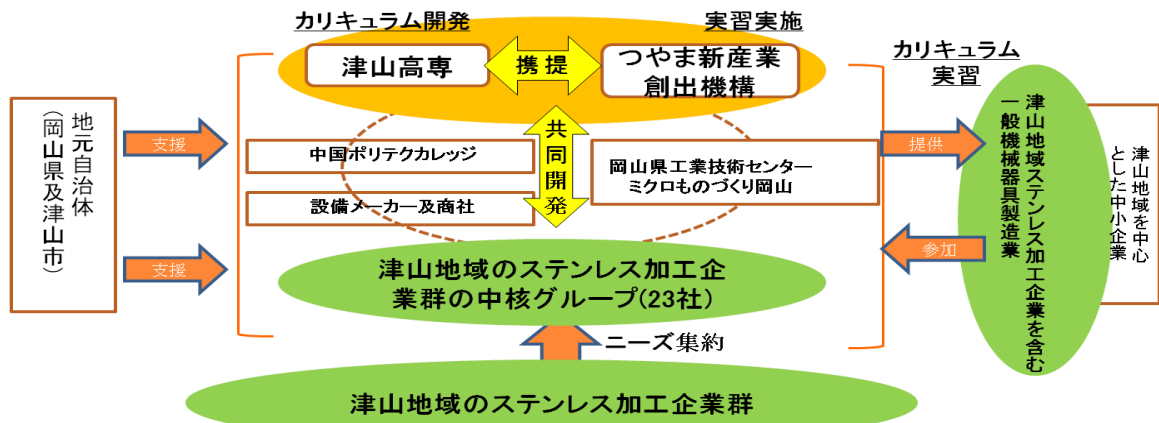 カリキュラム開発
実習実施
津山高専
携提
つやま新産業
創出機構
カリキュラム
実習
地元自治体
(岡山県及津山市)
支援
支援
中国ポリテクカレッジ
設備メーカー及商社
共同開発
岡山県工業技術センター
ミクロものづくり岡山
提供
参加
津山地域ステンレス加工企業を含む
一般機械器具製造業
津山地域を中心
とした中小企業
津山地域のステンレス加工企
業群の中核グループ(23社)
ニーズ集約
津山地域のステンレス加工企業群